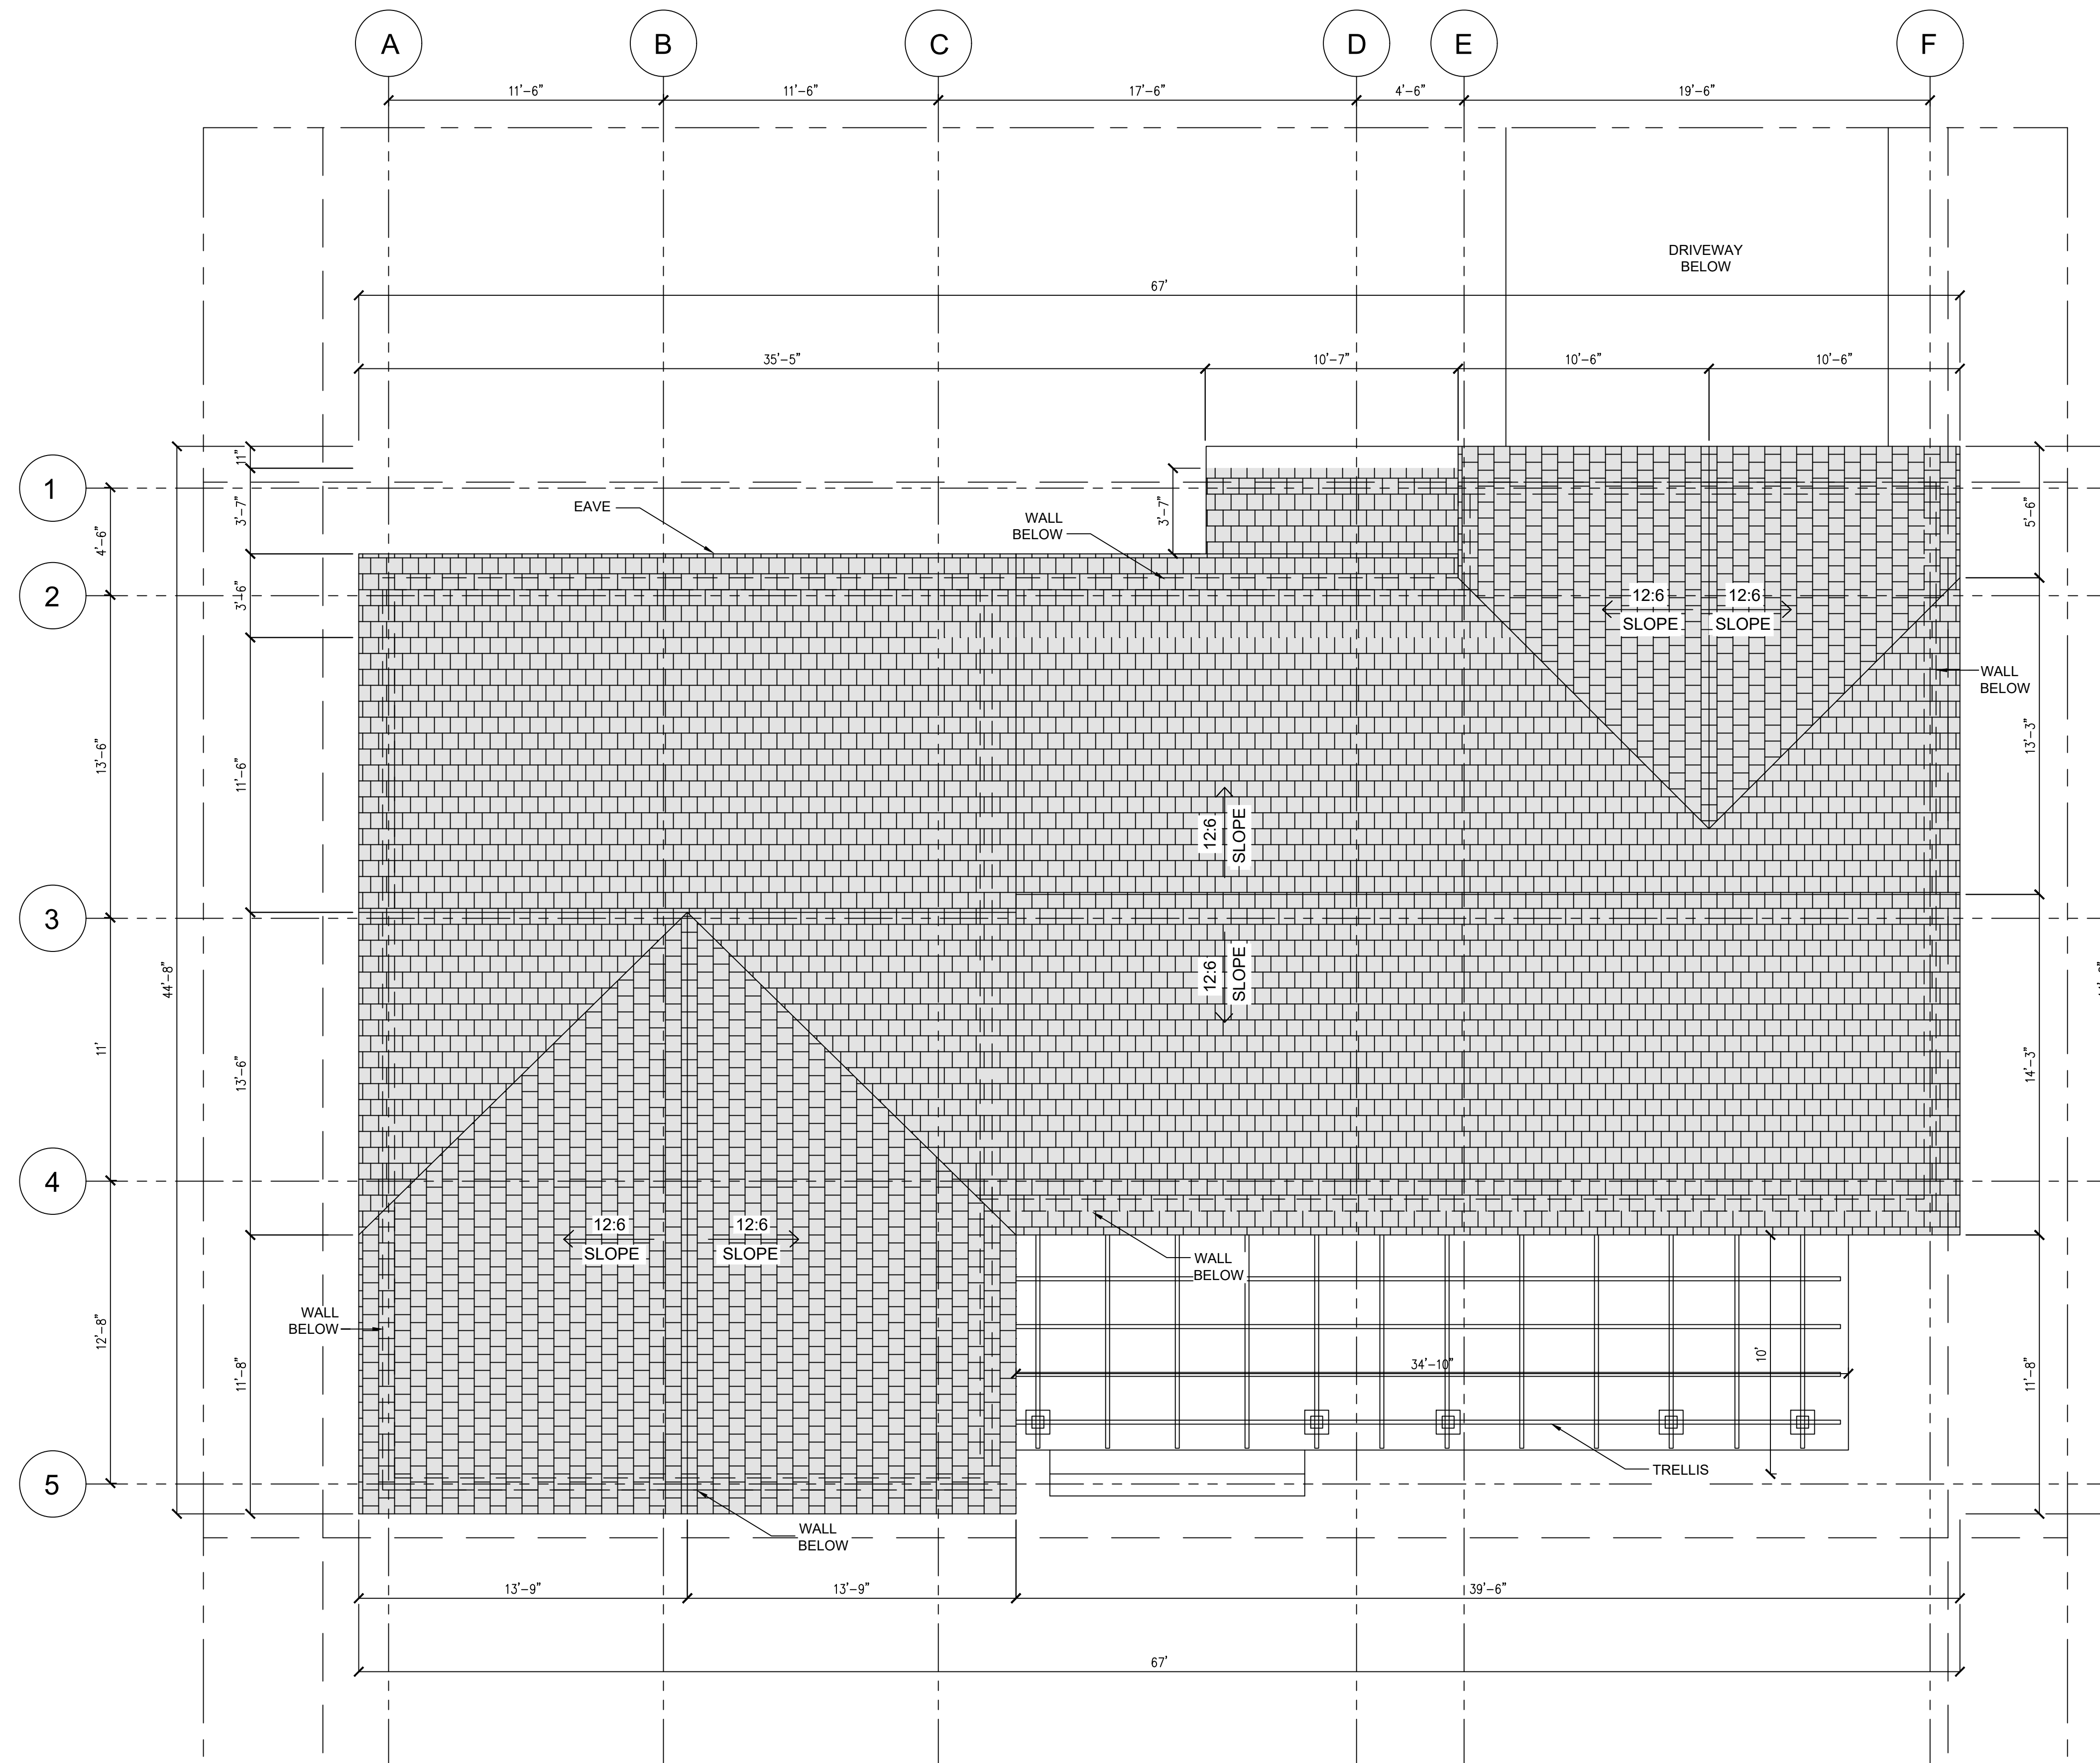 A
B
C
D
E
F
11'-6"
11'-6"
17'-6"
4'-6"
19'-6"
DRIVEWAY
BELOW
67'
35'-5"
10'-7"
10'-6"
10'-6"
11"
1
3'-7"
3'-7"
EAVE
WALL
BELOW
5'-6"
4'-6"
2
3'-6"
12:6
SLOPE
12:6
SLOPE
WALL
BELOW
13'-6"
11'-6"
13'-3"
12:6
SLOPE
3
44'-8"
12:6
SLOPE
11'
13'-6"
14'-3"
4
12:6
SLOPE
12:6
SLOPE
WALL
BELOW
WALL
BELOW
12'-8"
11'-8"
34'-10"
10'
11'-8"
TRELLIS
5
WALL
BELOW
13'-9"
13'-9"
39'-6"
67'